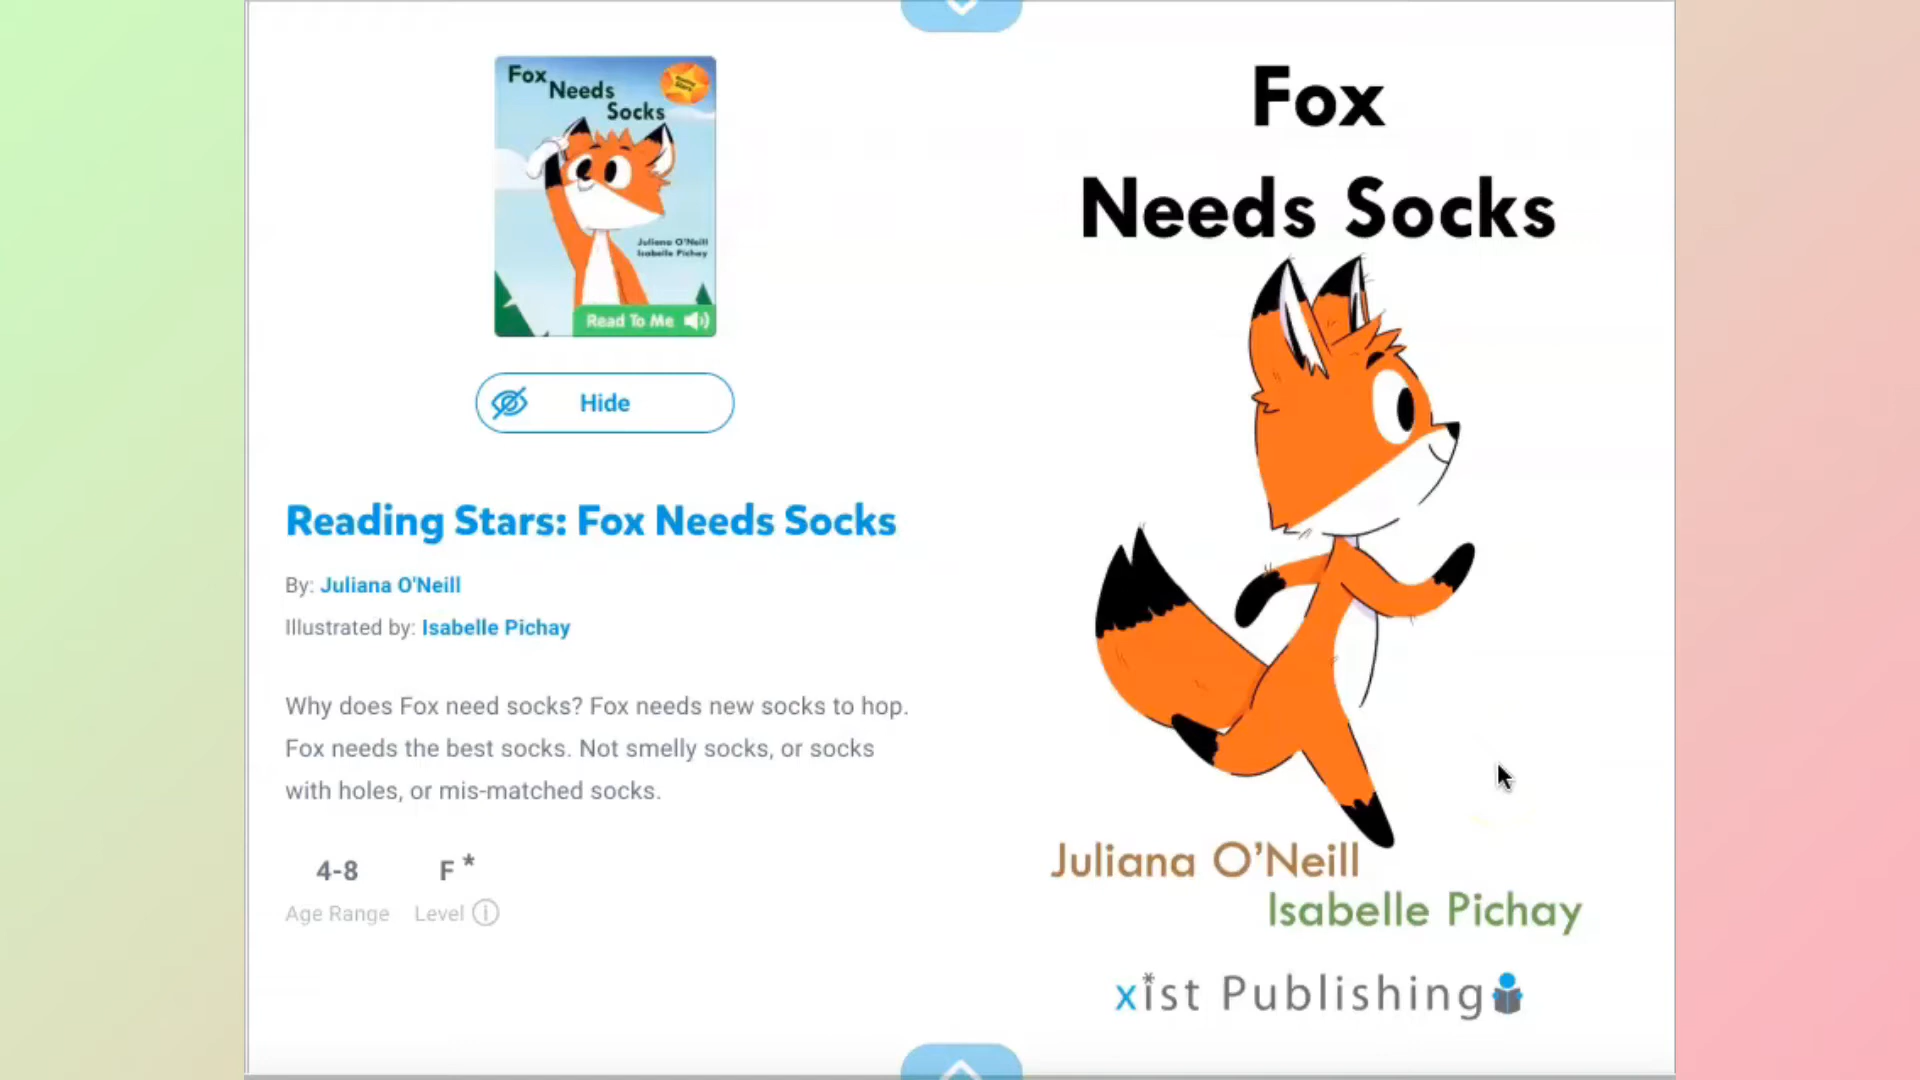 Fox
Needs
Socks
Reading
Stars
Juliana O'Neill
Isabelle Pichay
Read To Me
Hide
Reading Stars: Fox Needs Socks
By: Juliana O'Neill
Illustrated by: Isabelle Pichay
Why does Fox need socks? Fox needs new socks to hop.
Fox needs the best socks. Not smelly socks, or socks
with holes, or mis-matched socks.
4-8 F *
Age Range Level
Fox
Needs Socks
Juliana O'Neill
Isabelle Pichay
xist Publishing